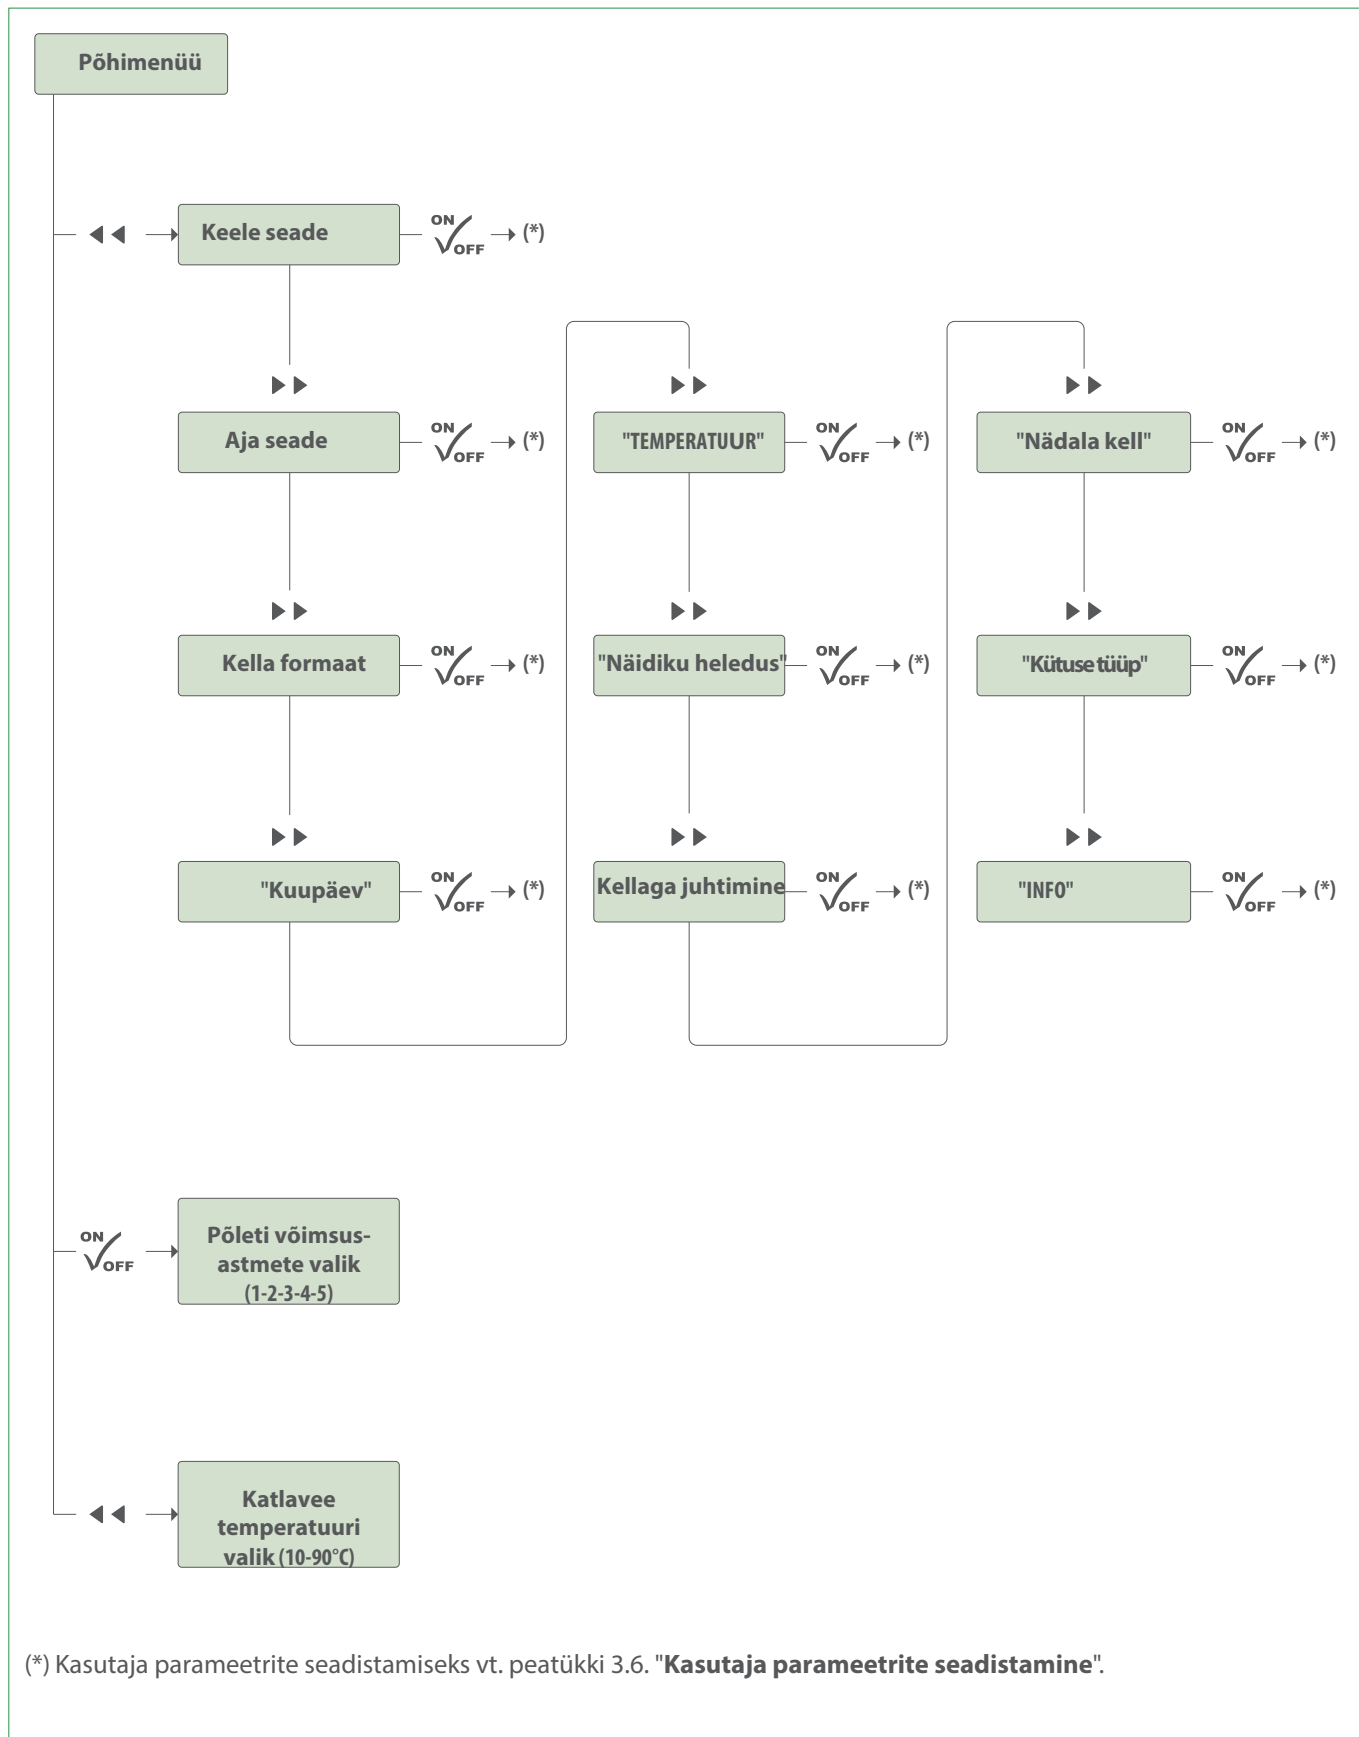 Põhimenüü
Keele seade
ON
OFF
(*)
Aja seade
ON
OFF
(*)
"TEMPERATUUR"
ON
OFF
(*)
"Nädala kell"
ON
OFF
(*)
Kella formaat
ON
OFF
(*)
"Näidiku heledus"
ON
OFF
(*)
"Kütuse tüüp"
ON
OFF
(*)
"Kuupäev"
ON
OFF
(*)
Kellaga juhtimine
ON
OFF
(*)
"INFO"
ON
OFF
(*)
ON
OFF
Põleti võimsus-
astmete valik
(1-2-3-4-5)
Katlavee
temperatuuri
valik (10-90°C)
(*) Kasutaja parameetrite seadistamiseks vt. peatükki 3.6. "Kasutaja parameetrite seadistamine".